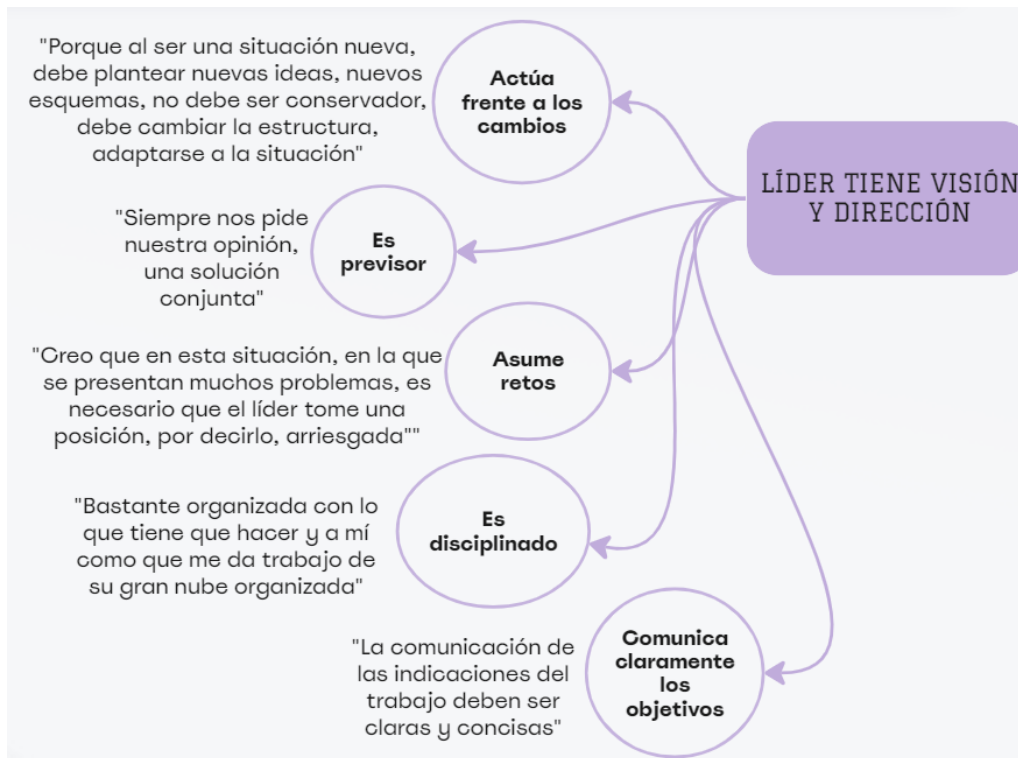 LÍDER TIENE VISIÓN
Y DIRECCIÓN
"Porque al ser una situación nueva,
debe plantear nuevas ideas, nuevos
esquemas, no debe ser conservador,
debe cambiar la estructura,
adaptarse a la situación"
Actúa
frente a los
cambios
"Siempre nos pide
nuestra opinión,
una solución
conjunta"
Es
previsor
"Creo que en esta situación, en la que
se presentan muchos problemas, es
necesario que el líder tome una
posición, por decirlo, arriesgada""
Asume
retos
"Bastante organizada con lo
que tiene que hacer y a mí
como que me da trabajo de
su gran nube organizada"
Es
disciplinado
"La comunicación de
las indicaciones del
trabajo deben ser
claras y concisas"
Comunica
claramente
los
objetivos